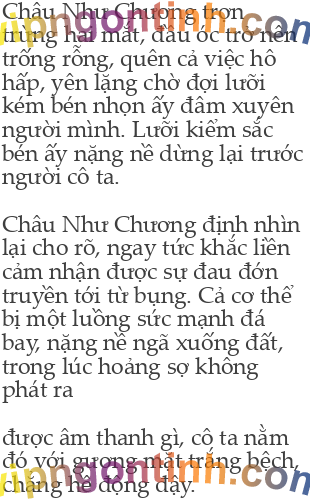 Châu Như Chương trợn
trừng hai mắt, đầu óc trở nên
trống rỗng, quên cả việc hô
hấp, yên lặng chờ đợi lưỡi
kém bén nhọn ấy đâm xuyên
người mình. Lưỡi kiểm sắc
bén ấy nặng nề dừng lại trước
người cô ta.

Châu Như Chương định nhìn
lại cho rõ, ngay tức khắc liền
cảm nhận được sự đau đớn
truyền tới từ bụng. Cả cơ thể
bị một luồng sức mạnh đá
bay, nặng nề ngã xuống đất,
trong lúc hoảng sợ không
phát ra

được âm thanh gì, cô ta nằm
đó với gương mặt trắng bệch,
chẳng hề động đậy.
vipngontinh.com
vipngontinh.com